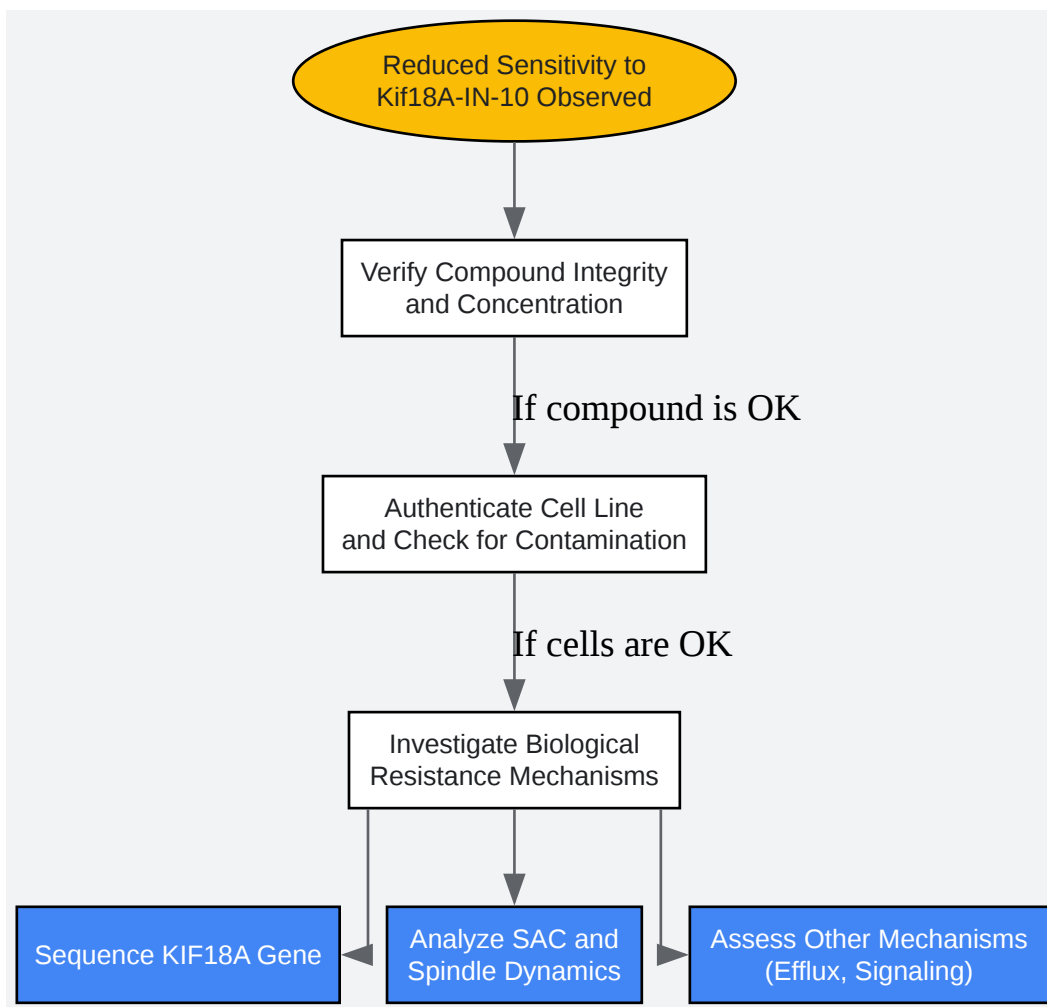 Reduced Sensitivity to
Kif18A-IN-10 Observed
Verify Compound Integrity
and Concentration
If compound is OK
Authenticate Cell Line
and Check for Contamination
If cells are OK
Investigate Biological
Resistance Mechanisms
Sequence KIF18A Gene
Analyze SAC and
Spindle Dynamics
Assess Other Mechanisms
(Efflux, Signaling)